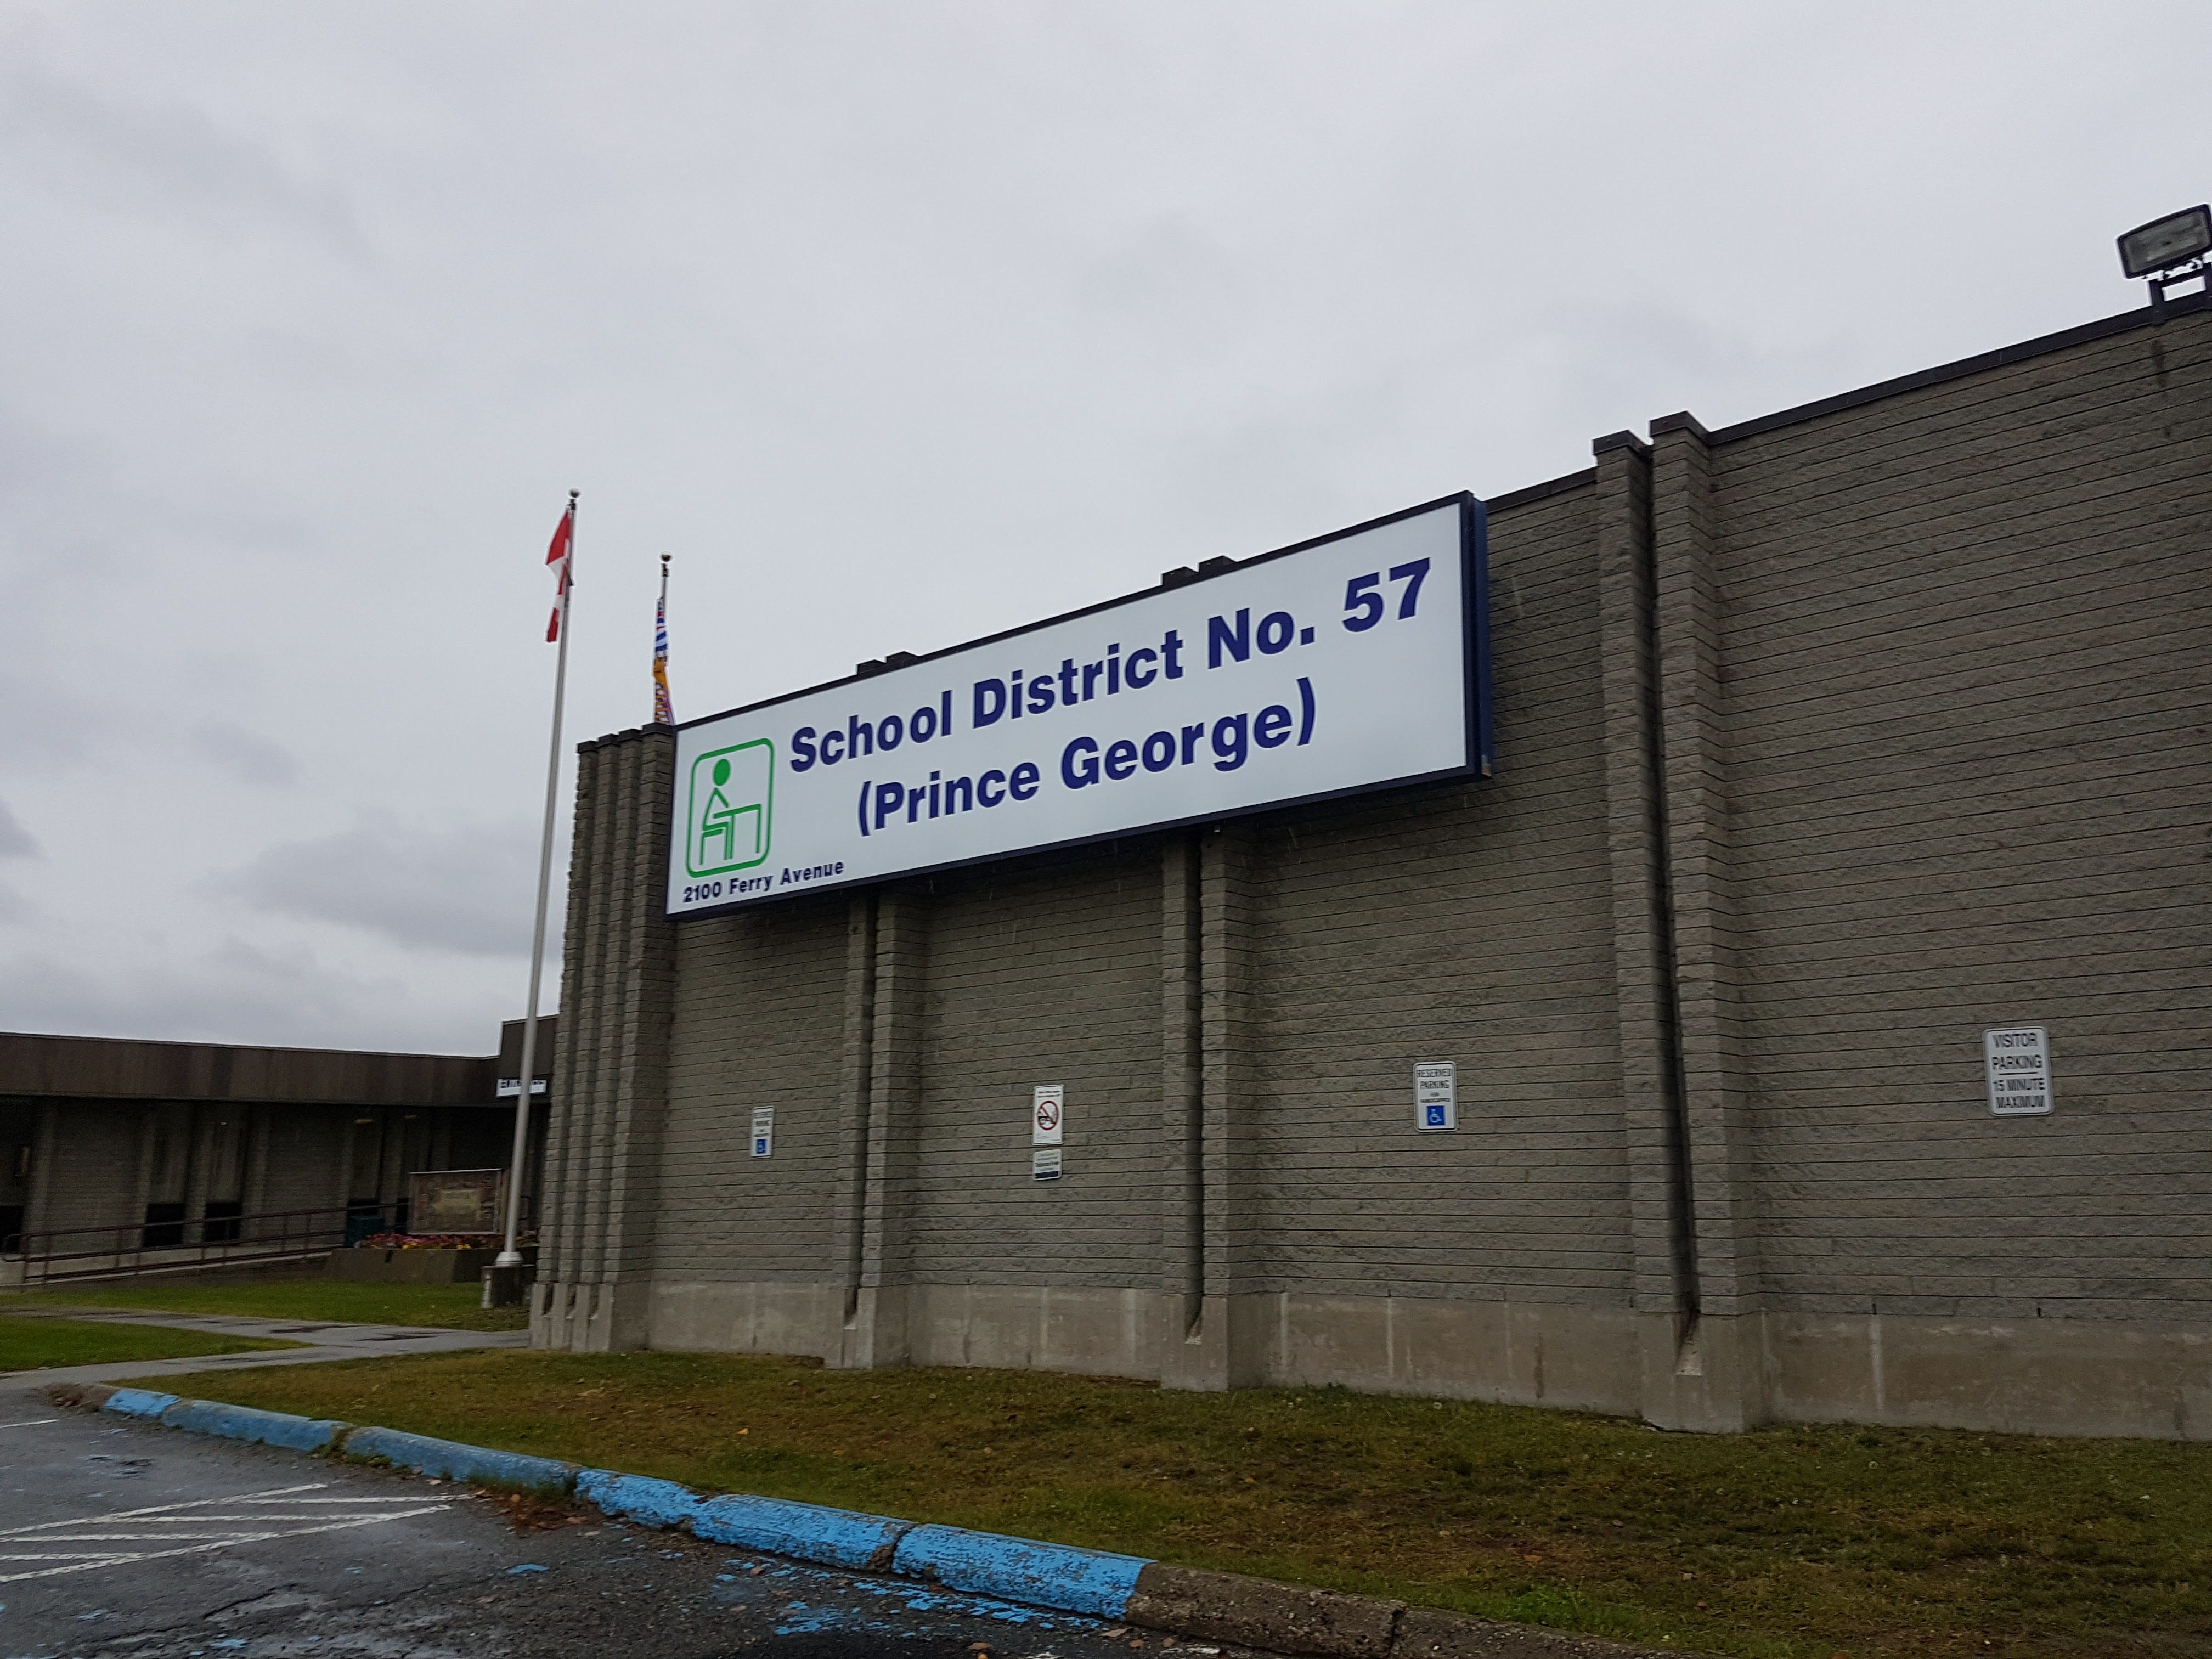 School District No. 57
(Prince George)
2100 Ferry Avenue
RESERVED
PARKING
VISITOR
PARKING
15 MINUTE
MAXIMUM